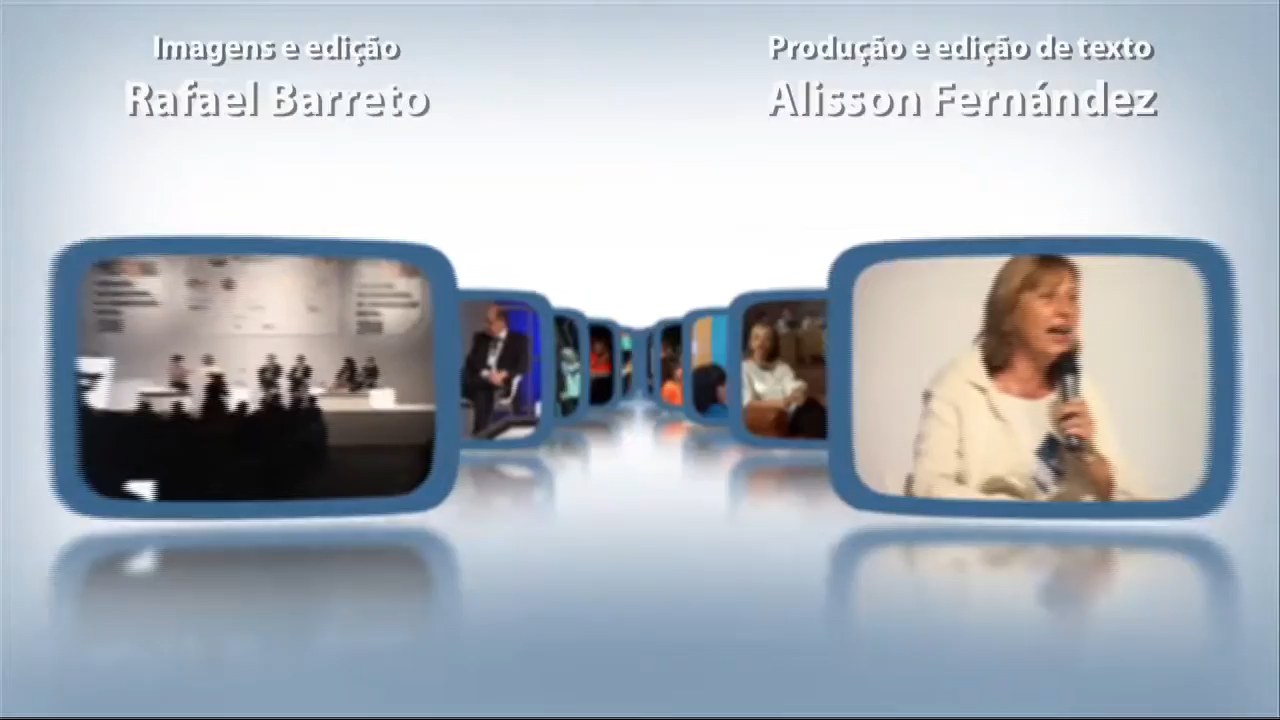 Imagens e edição
Rafael Barreto
Produção e edição de texto
Alisson Fernández